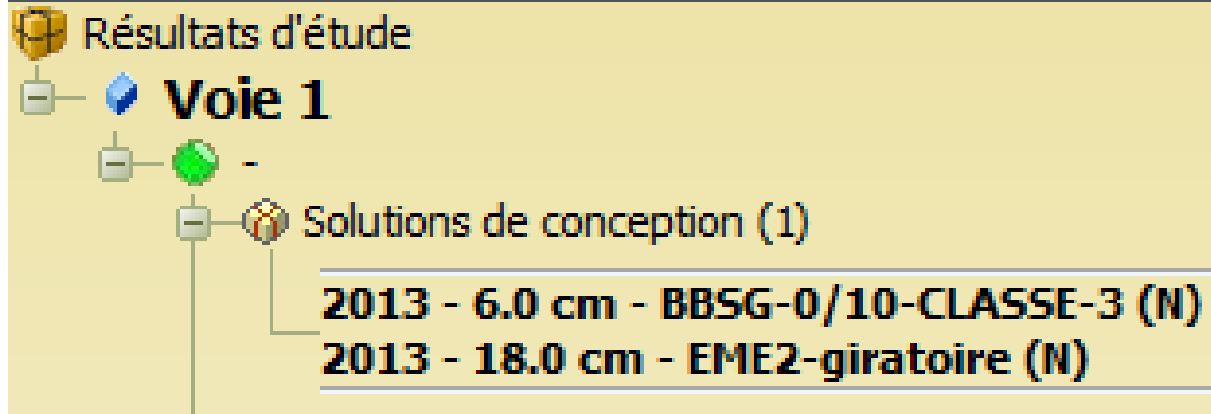 Résultats d'étude
Voie 1
-
Solutions de conception (1)
2013 - 6.0 cm - BBSG-0/10-CLASSE-3 (N)
2013 - 18.0 cm - EME2-giratoire (N)